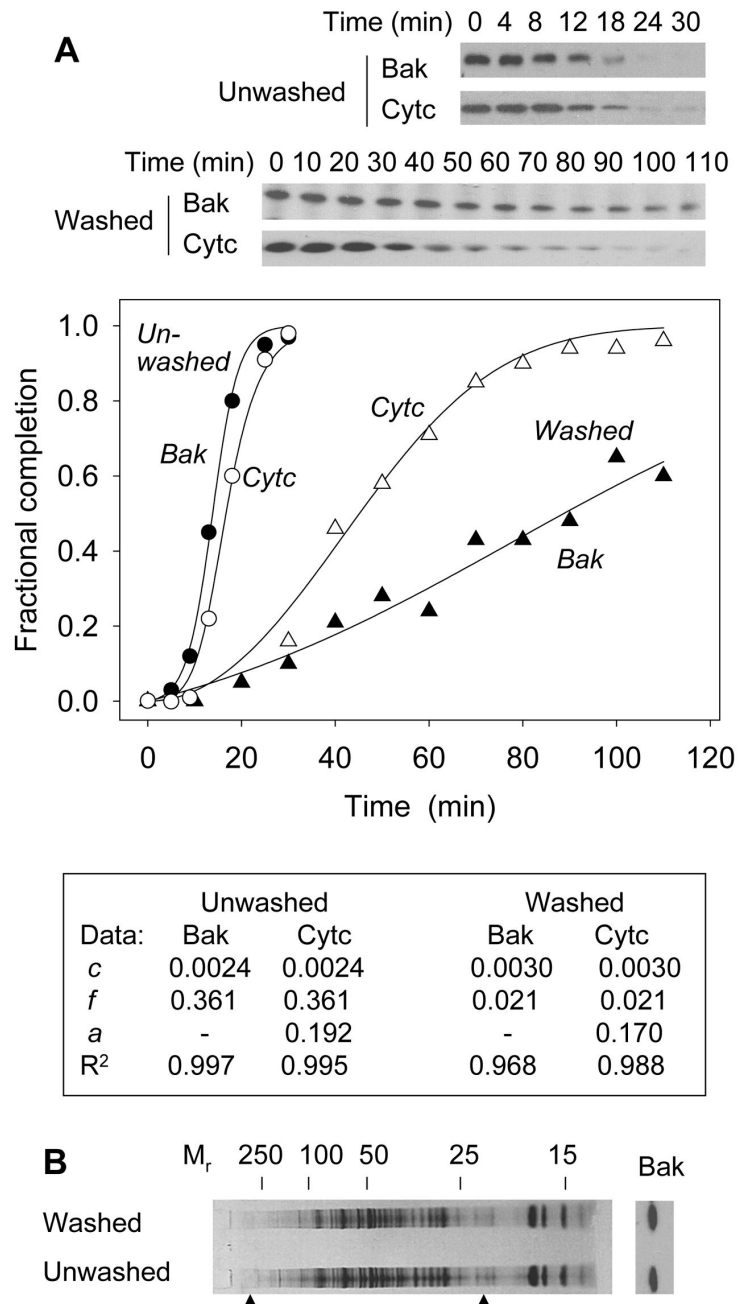 A
Time (min) 0 4 8 12 18 24 30
Unwashed
Bak
Cytc
Time (min) 0 10 20 30 40 50 60 70 80 90 100 110
Washed
Bak
Cytc
1.0
0.8
0.6
0.4
0.2
0.0
Fractional completion
Un-
washed
Bak
Cytc
Cytc
Washed
Bak
0 20 40 60 80 100 120
Time (min)
Unwashed Washed
Data: Bak Cytc Bak Cytc
c 0.0024 0.0024 0.0030 0.0030
f 0.361 0.361 0.021 0.021
a - 0.192 - 0.170
R² 0.997 0.995 0.968 0.988
B
Mr 250 100 50 25 15 Bak
Washed
Unwashed